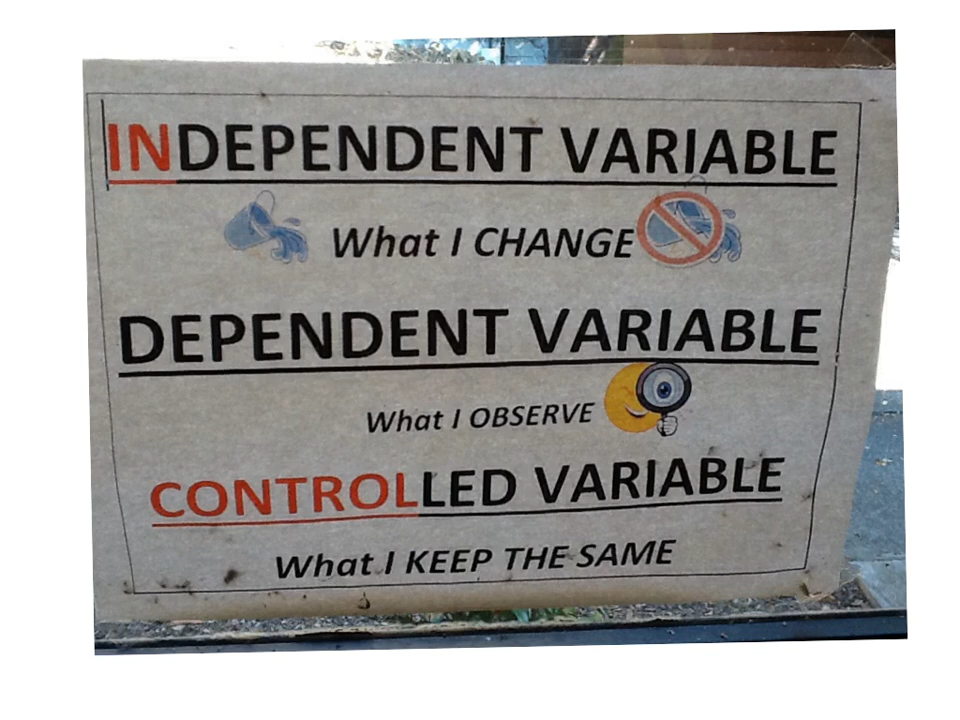 INDEPENDENT VARIABLE
What I CHANGE
DEPENDENT VARIABLE
What I OBSERVE
CONTROLLED VARIABLE
What I KEEP THE SAME